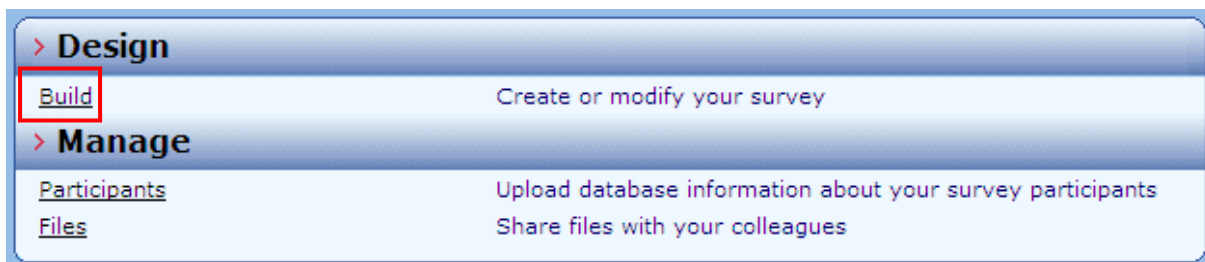 > Design
Build Create or modify your survey
> Manage
Participants Upload database information about your survey participants
Files Share files with your colleagues